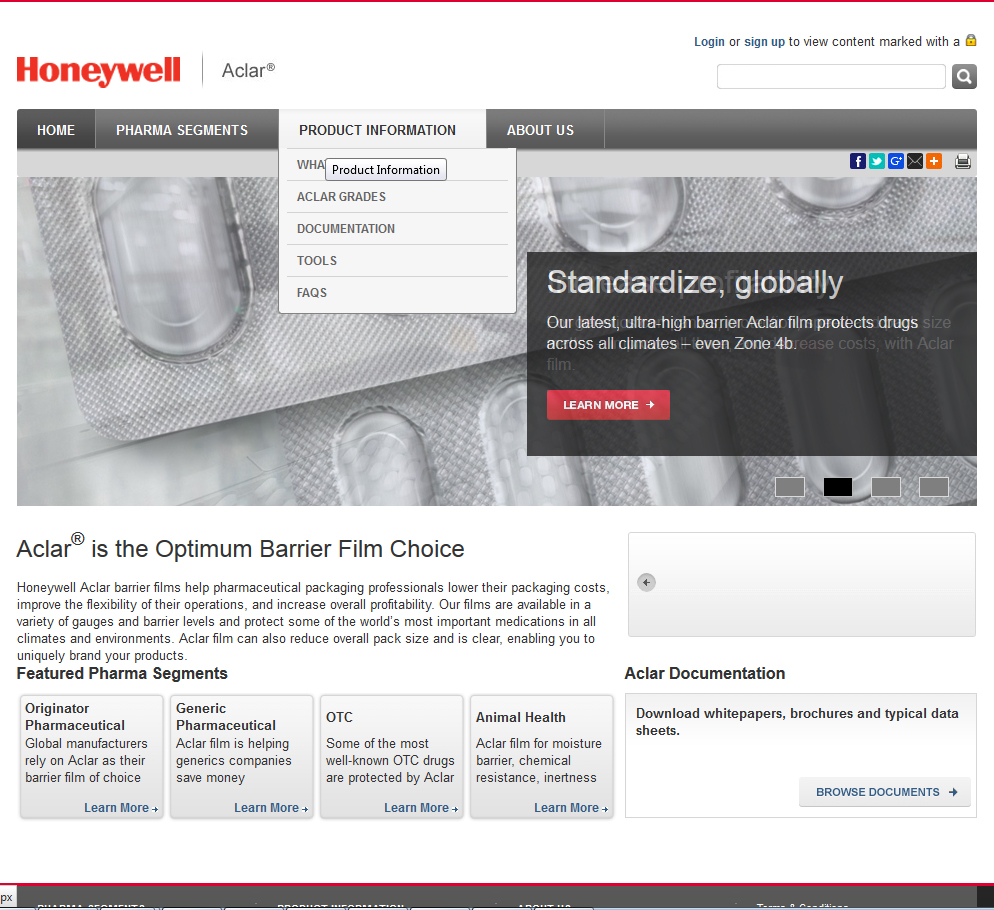 Login or sign up to view content marked with a
Honeywell
Aclar®
HOME
PHARMA SEGMENTS
PRODUCT INFORMATION
ABOUT US
WHA
Product Information
ACLAR GRADES
DOCUMENTATION
TOOLS
FAQS
Standardize, globally
Our latest, ultra-high barrier Aclar film protects drugs
across all climates – even Zone 4b.
LEARN MORE
Aclar® is the Optimum Barrier Film Choice
Honeywell Aclar barrier films help pharmaceutical packaging professionals lower their packaging costs,
improve the flexibility of their operations, and increase overall profitability. Our films are available in a
variety of gauges and barrier levels and protect some of the world's most important medications in all
climates and environments. Aclar film can also reduce overall pack size and is clear, enabling you to
uniquely brand your products.
Featured Pharma Segments
Originator
Pharmaceutical
Global manufacturers
rely on Aclar as their
barrier film of choice
Learn More
Generic
Pharmaceutical
Aclar film is helping
generics companies
save money
Learn More
OTC
Some of the most
well-known OTC drugs
are protected by Aclar
Learn More
Animal Health
Aclar film for moisture
barrier, chemical
resistance, inertness
Learn More
Aclar Documentation
Download whitepapers, brochures and typical data
sheets.
BROWSE DOCUMENTS
px
PHARMA SEGMENTS
PRODUCT INFORMATION
ABOUT US
Terms & Conditions